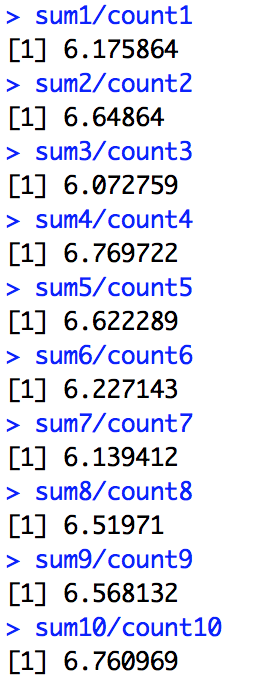 > sum1/count1
[1] 6.175864
> sum2/count2
[1] 6.64864
> sum3/count3
[1] 6.072759
> sum4/count4
[1] 6.769722
> sum5/count5
[1] 6.622289
> sum6/count6
[1] 6.227143
> sum7/count7
[1] 6.139412
> sum8/count8
[1] 6.51971
> sum9/count9
[1] 6.568132
> sum10/count10
[1] 6.760969